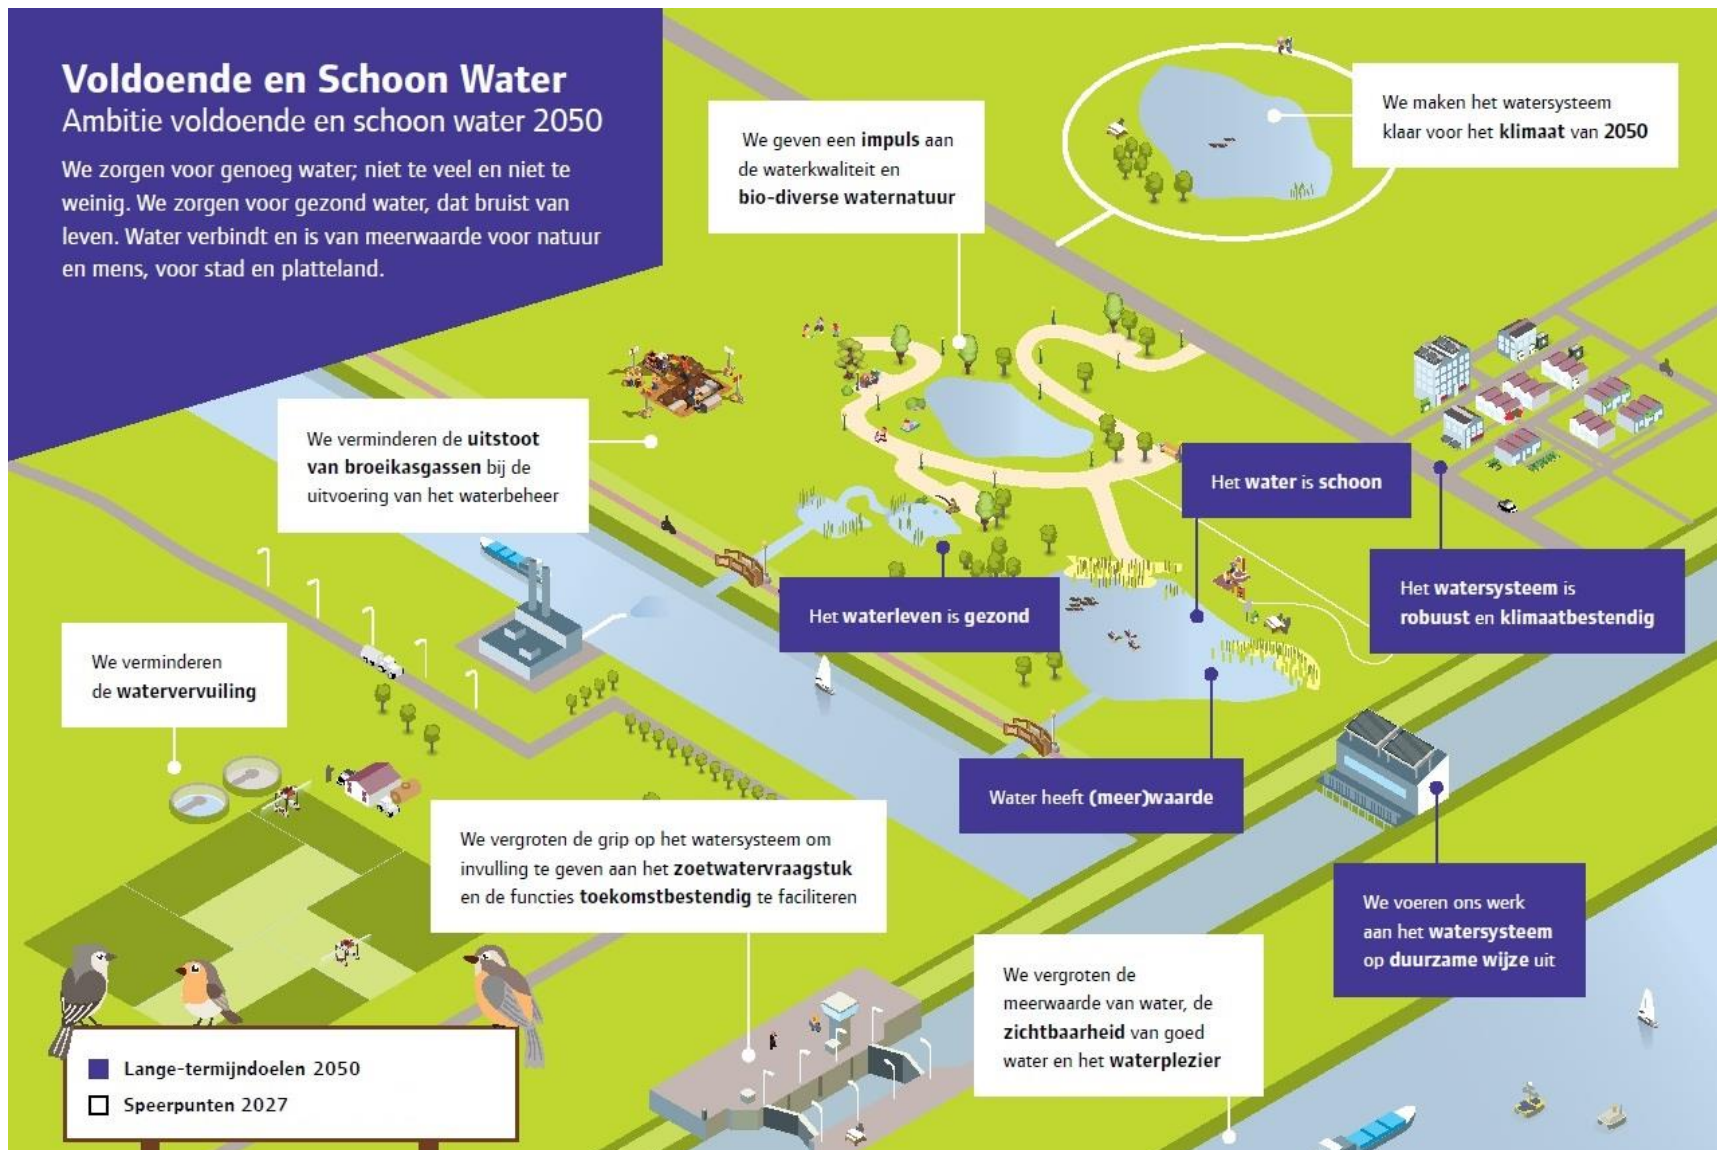 Voldoende en Schoon Water
Ambitie voldoende en schoon water 2050
We zorgen voor genoeg water; niet te veel en niet te
weinig. We zorgen voor gezond water, dat bruist van
leven. Water verbindt en is van meerwaarde voor natuur
en mens, voor stad en platteland.
We geven een impuls aan
de waterkwaliteit en
bio-diverse waternatuur
We maken het watersysteem
klaar voor het klimaat van 2050
We verminderen de uitstoot
van broeikasgassen bij de
uitvoering van het waterbeheer
Het water is schoon
Het watersysteem is
robuust en klimaatbestendig
Het waterleven is gezond
We verminderen
de watervervuiling
Water heeft (meer)waarde
We vergroten de grip op het watersysteem om
invulling te geven aan het zoetwatervraagstuk
en de functies toekomstbestendig te faciliteren
We voeren ons werk
aan het watersysteem
op duurzame wijze uit
We vergroten de
meerwaarde van water, de
zichtbaarheid van goed
water en het waterplezier
Lange-termijndoelen 2050
Speerpunten 2027